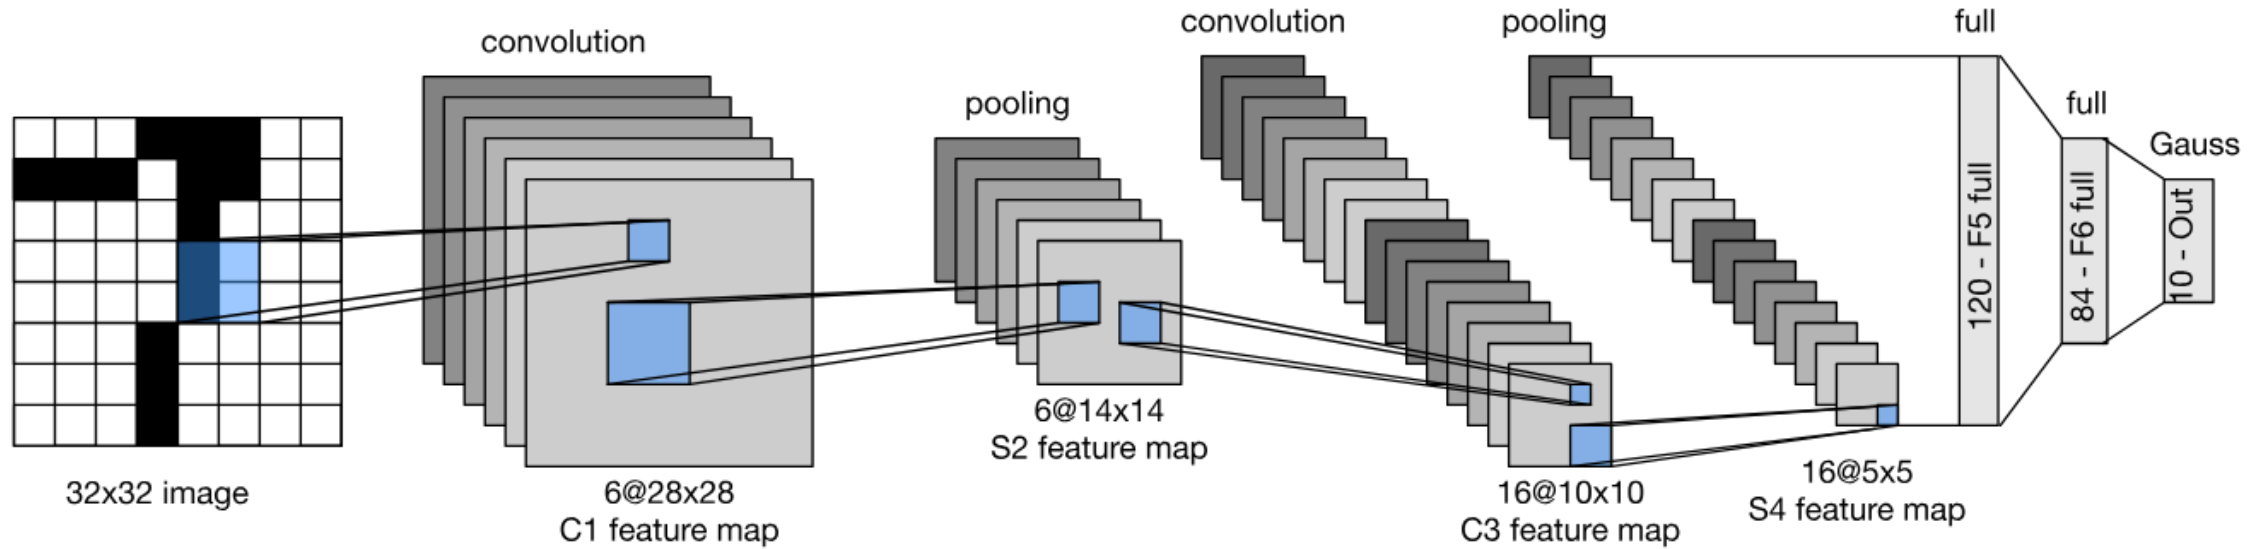 convolution
pooling
convolution
pooling
full
full
Gauss
120 - F5 full
84 - F6 full
10 - Out
32x32 image
6@28x28
C1 feature map
6@14x14
S2 feature map
16@10x10
C3 feature map
16@5x5
S4 feature map